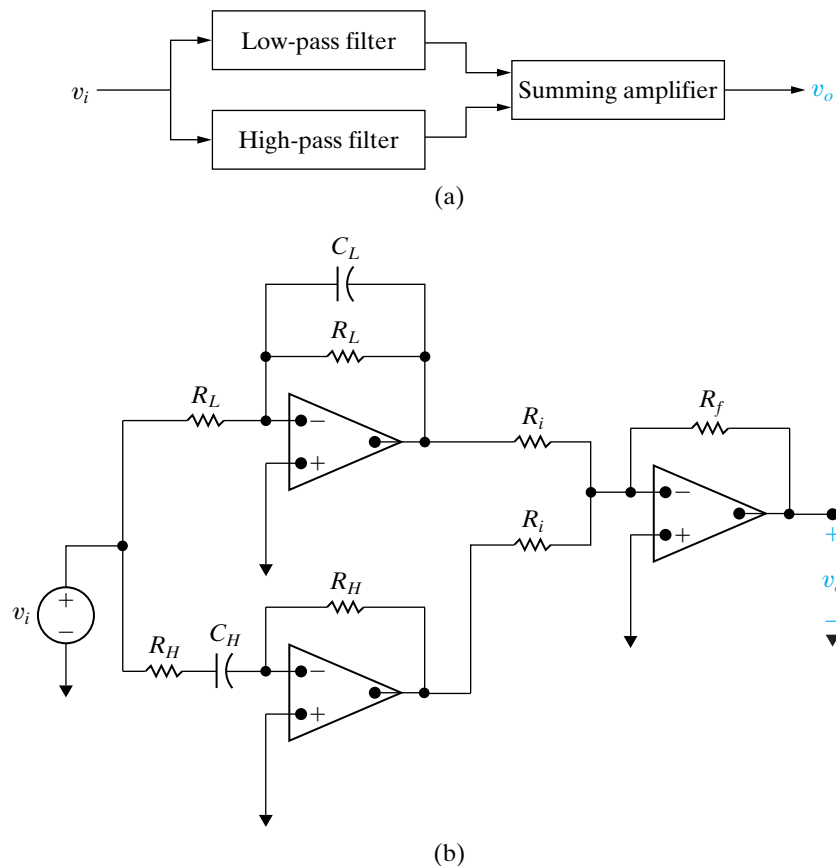 Low-pass filter
v_i
Summing amplifier
v_o
High-pass filter
(a)
C_L
R_L
R_L
R_i
R_f
−
+
−
+
R_i
+
v_i
+
−
R_H
C_H
R_H
−
+
−
(b)